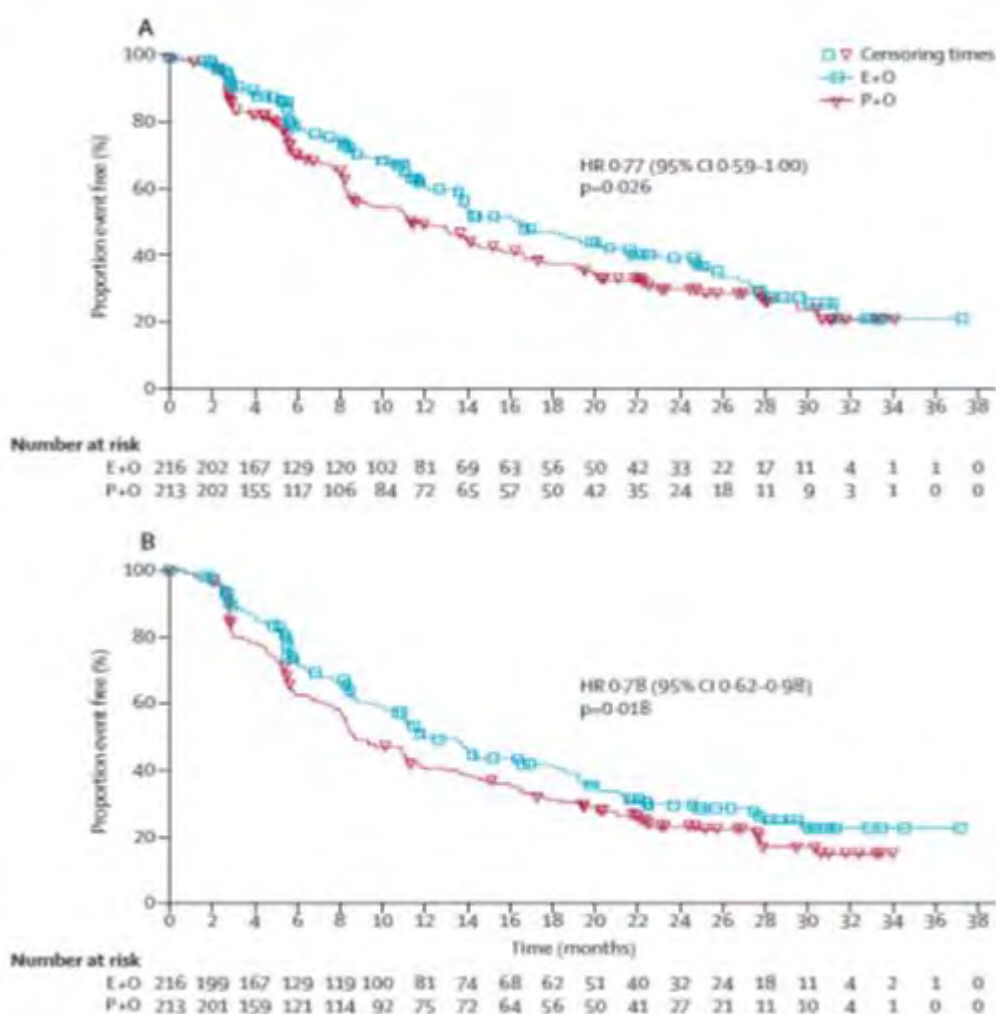 A
100
80
60
40
20
0
Proportion event free (%)
Censoring times
E+O
P+O
HR 0·77 (95% CI 0·59–1·00)
p=0·026
0 2 4 6 8 10 12 14 16 18 20 22 24 26 28 30 32 34 36 38
Number at risk
E+O 216 202 167 129 120 102 81 69 63 56 50 42 33 22 17 11 4 1 1 0
P+O 213 202 155 117 106 84 72 65 57 50 42 35 24 18 11 9 3 1 0 0
B
100
80
60
40
20
0
Proportion event free (%)
HR 0·78 (95% CI 0·62–0·98)
p=0·018
0 2 4 6 8 10 12 14 16 18 20 22 24 26 28 30 32 34 36 38
Time (months)
Number at risk
E+O 216 199 167 129 119 100 81 74 68 62 51 40 32 24 18 11 4 2 1 0
P+O 213 201 159 121 114 92 75 72 64 56 50 41 27 21 11 10 4 1 0 0